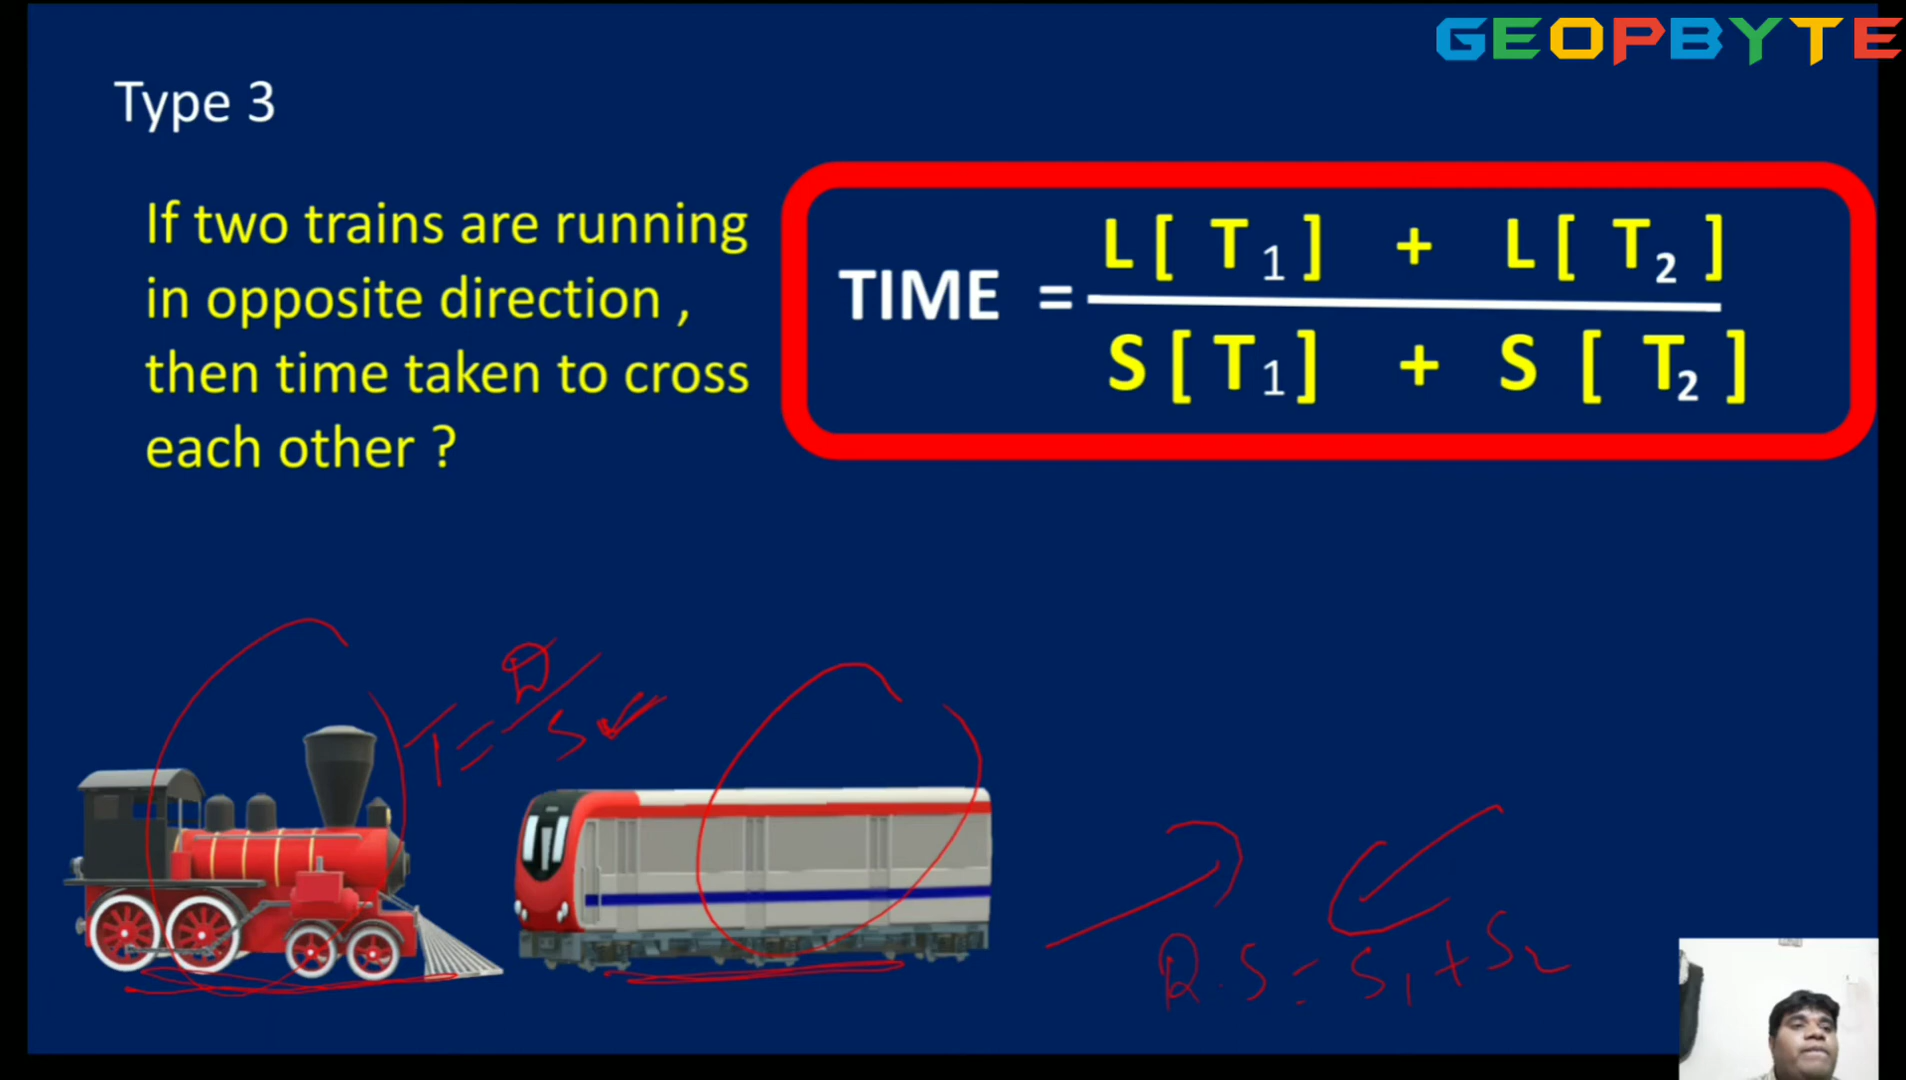 GEOPBYTE
Type 3
If two trains are running
in opposite direction ,
then time taken to cross
each other ?
L[ T1] + L[ T2 ]
TIME =
S [ T1] + S [ T2 ]
T = D/S
R.S = S1 + S2